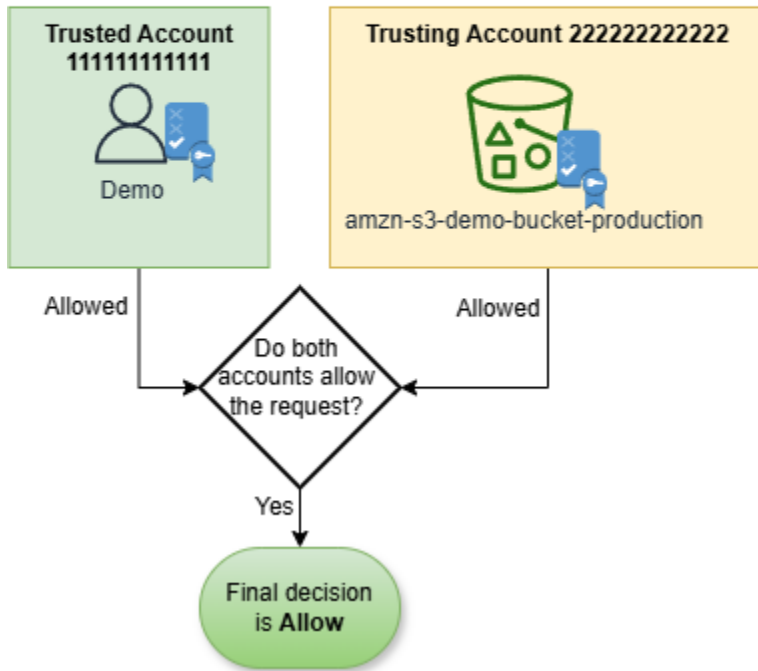 Trusted Account
111111111111
Trusting Account 222222222222
Demo
amzn-s3-demo-bucket-production
Allowed
Allowed
Do both
accounts allow
the request?
Yes
Final decision
is Allow